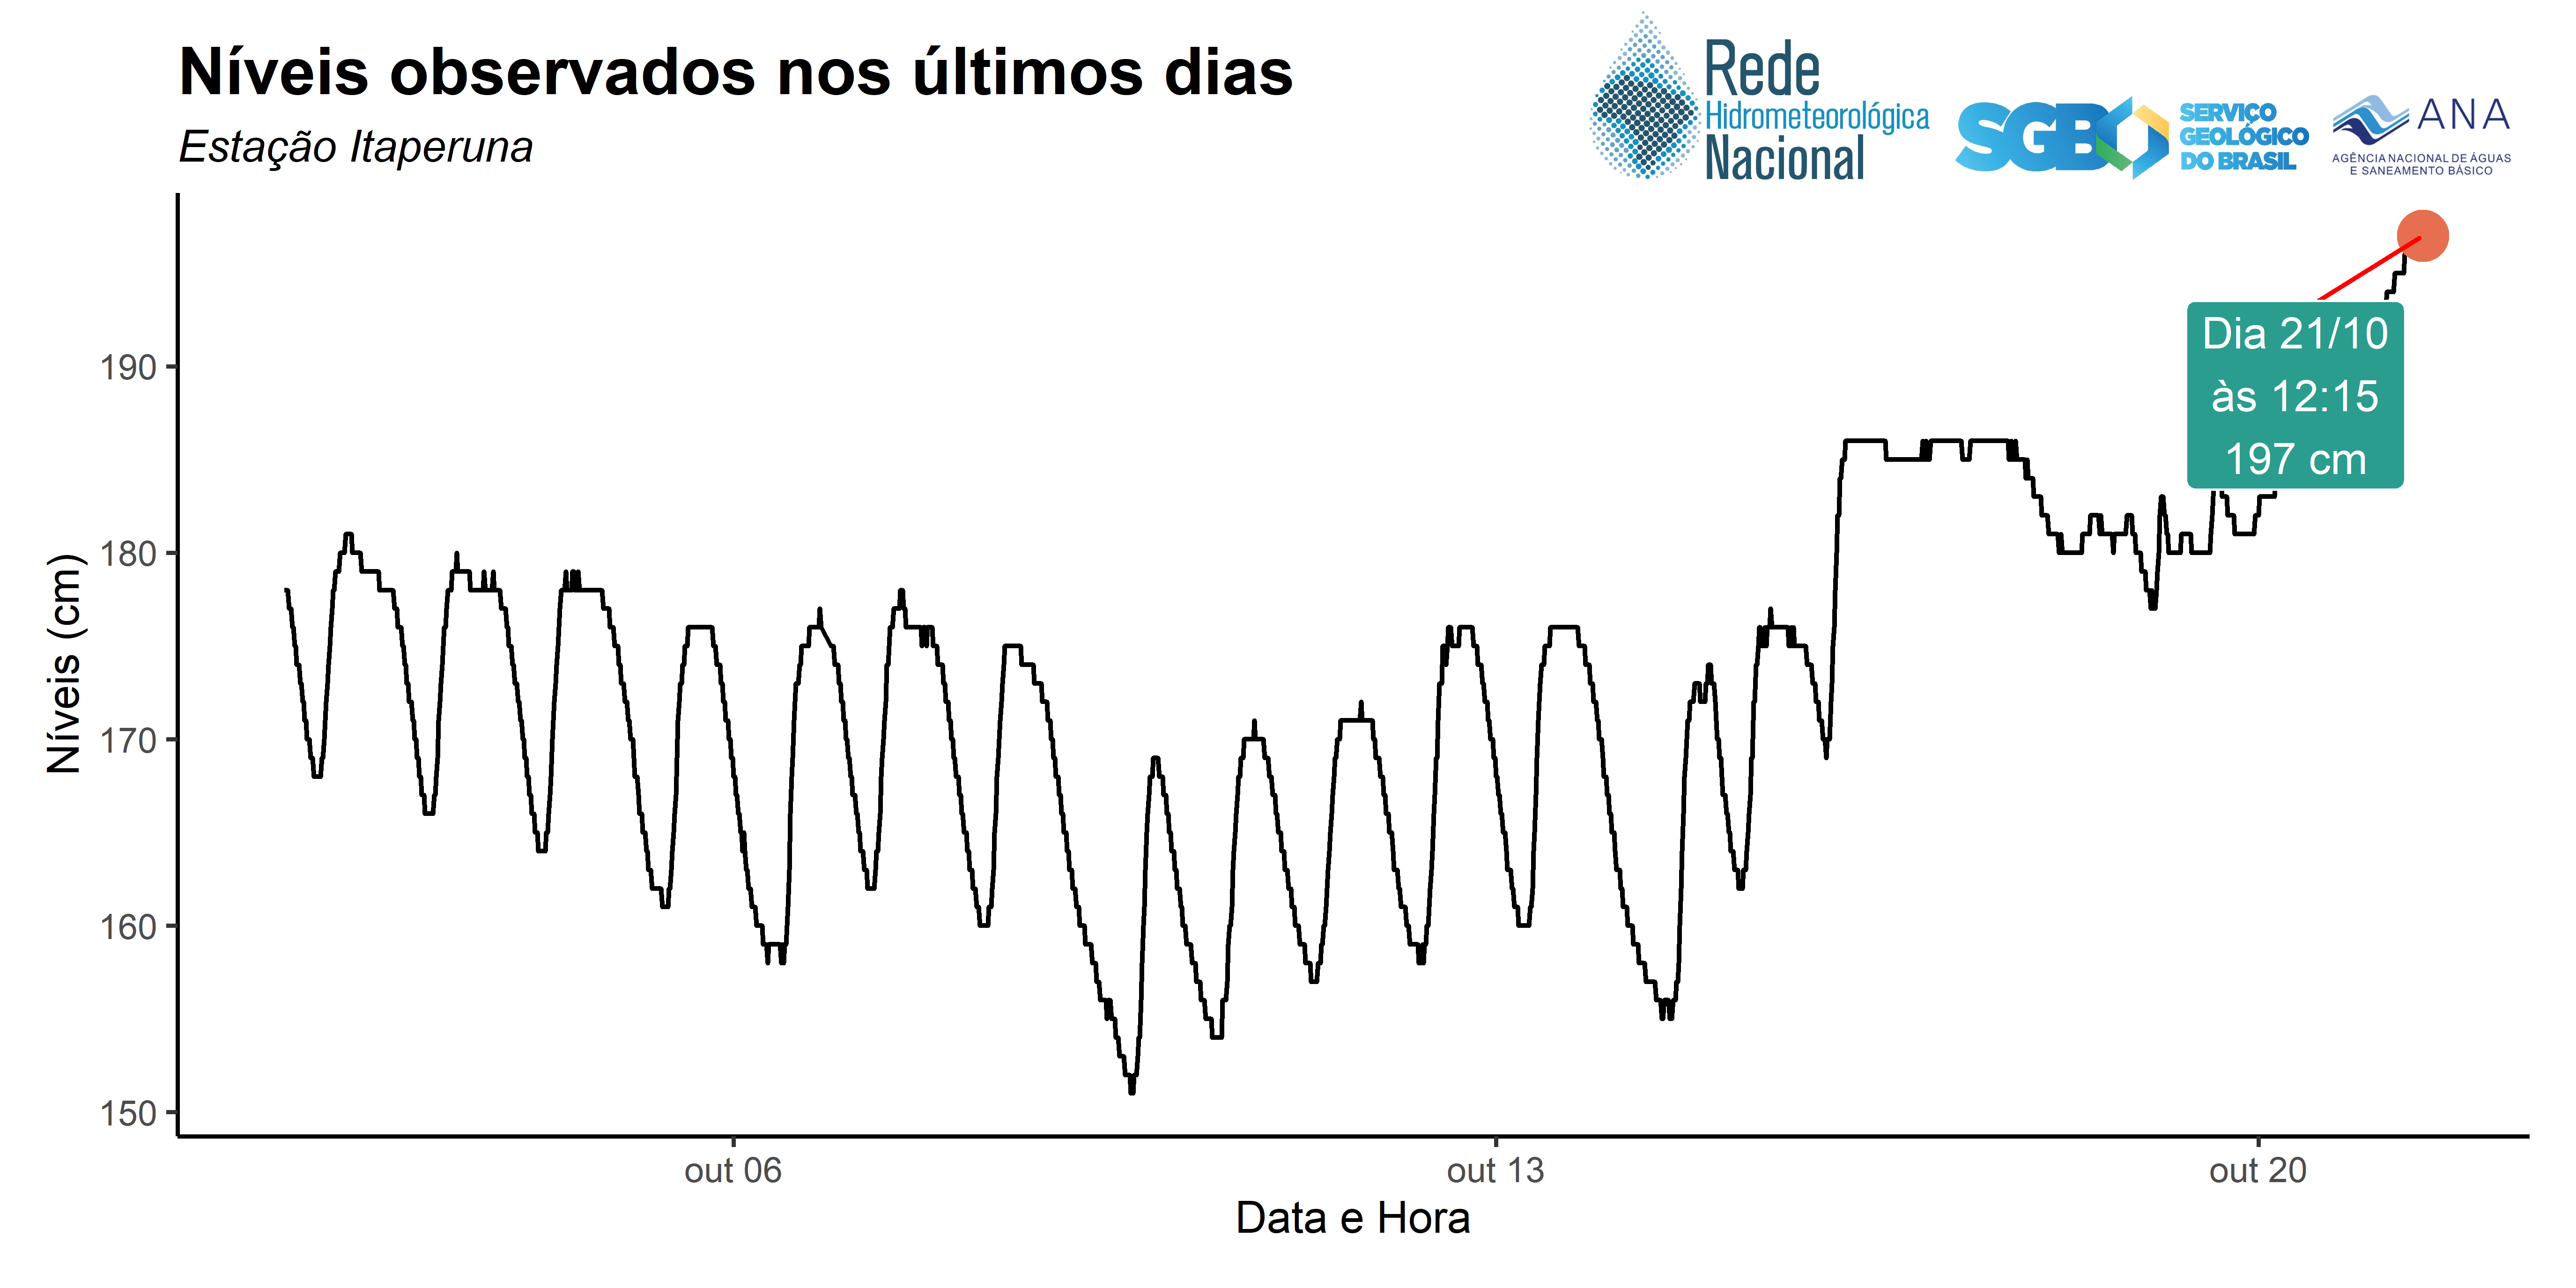 Níveis observados nos últimos dias
Estação Itaperuna
Rede
Hidrometeorológica
Nacional
SGB
SERVIÇO
GEOLÓGICO
DO BRASIL
ANA
AGÊNCIA NACIONAL DE ÁGUAS
E SANEAMENTO BÁSICO
Dia 21/10
às 12:15
197 cm
Níveis (cm)
190
180
170
160
150
out 06
out 13
out 20
Data e Hora